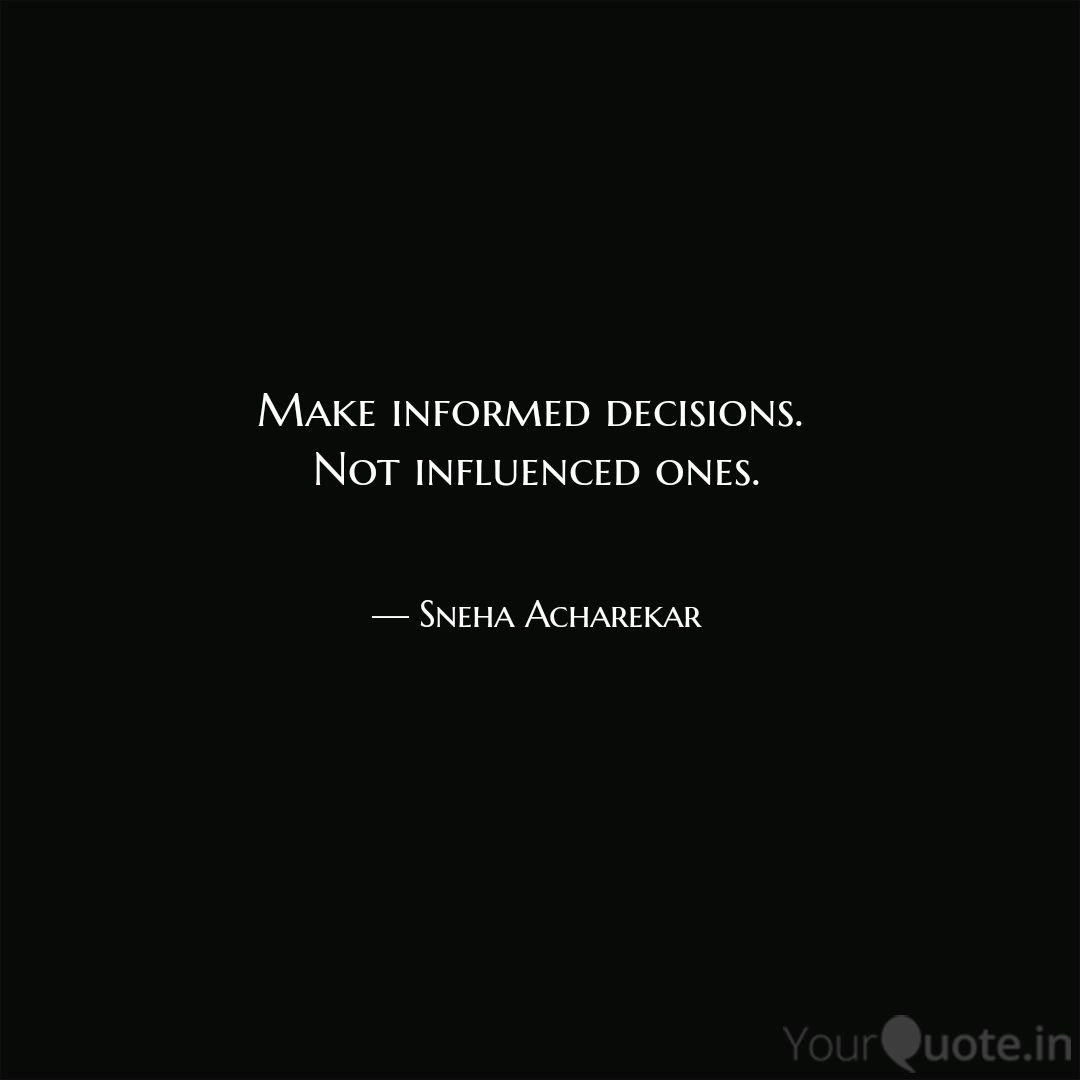 Make informed decisions.
Not influenced ones.
— Sneha Acharekar
YourQuote.in